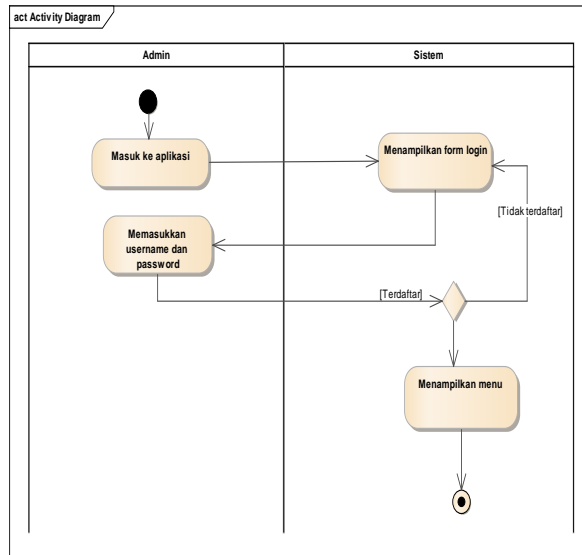 act Activity Diagram
Admin
Sistem
Masuk ke aplikasi
Menampilkan form login
[Tidak terdaftar]
Memasukkan
username dan
password
[Terdaftar]
Menampilkan menu